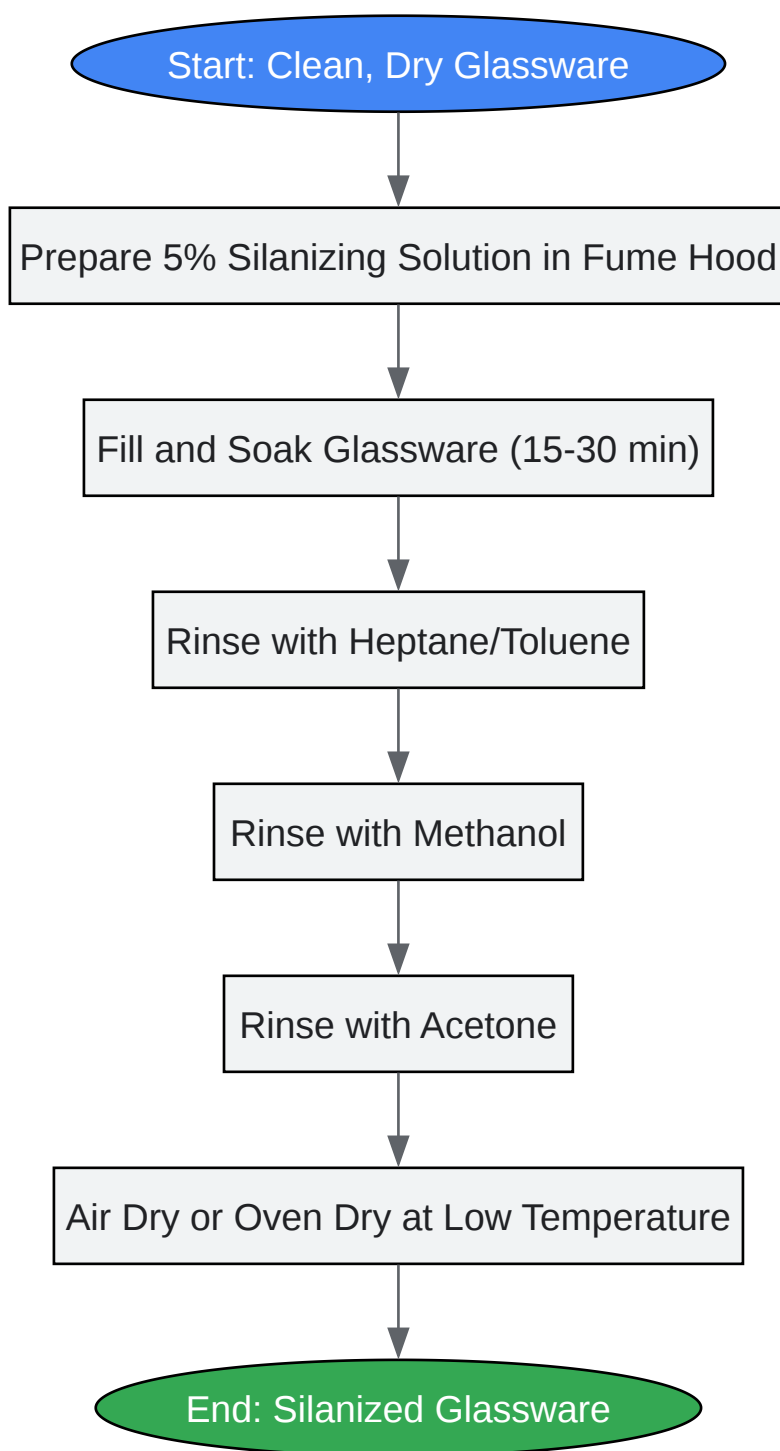 Start: Clean, Dry Glassware
Prepare 5% Silanizing Solution in Fume Hood
Fill and Soak Glassware (15-30 min)
Rinse with Heptane/Toluene
Rinse with Methanol
Rinse with Acetone
Air Dry or Oven Dry at Low Temperature
End: Silanized Glassware